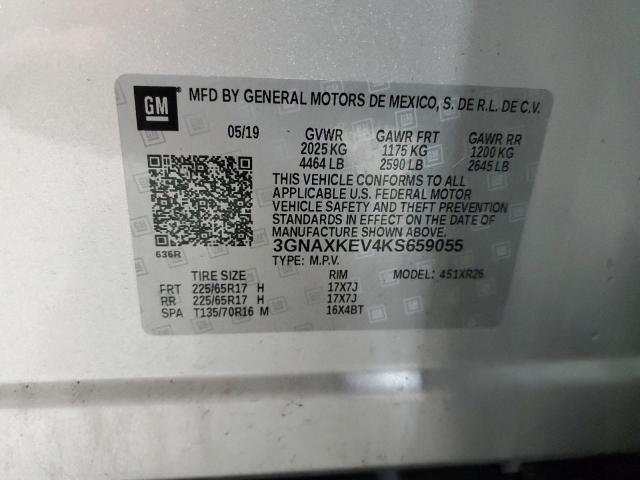 GM MFD BY GENERAL MOTORS DE MEXICO, S. DE R.L. DE C.V.
05/19 GVWR GAWR FRT GAWR RR
2025 KG 1175 KG 1200 KG
4464 LB 2590 LB 2645 LB
THIS VEHICLE CONFORMS TO ALL
APPLICABLE U.S. FEDERAL MOTOR
VEHICLE SAFETY AND THEFT PREVENTION
STANDARDS IN EFFECT ON THE DATE OF
MANUFACTURE SHOWN ABOVE.
636R 3GNAXKEV4KS659055
TYPE: M.P.V.
TIRE SIZE RIM MODEL: 451XR26
FRT 225/65R17 H 17X7J
RR 225/65R17 H 17X7J
SPA T135/70R16 M 16X4BT